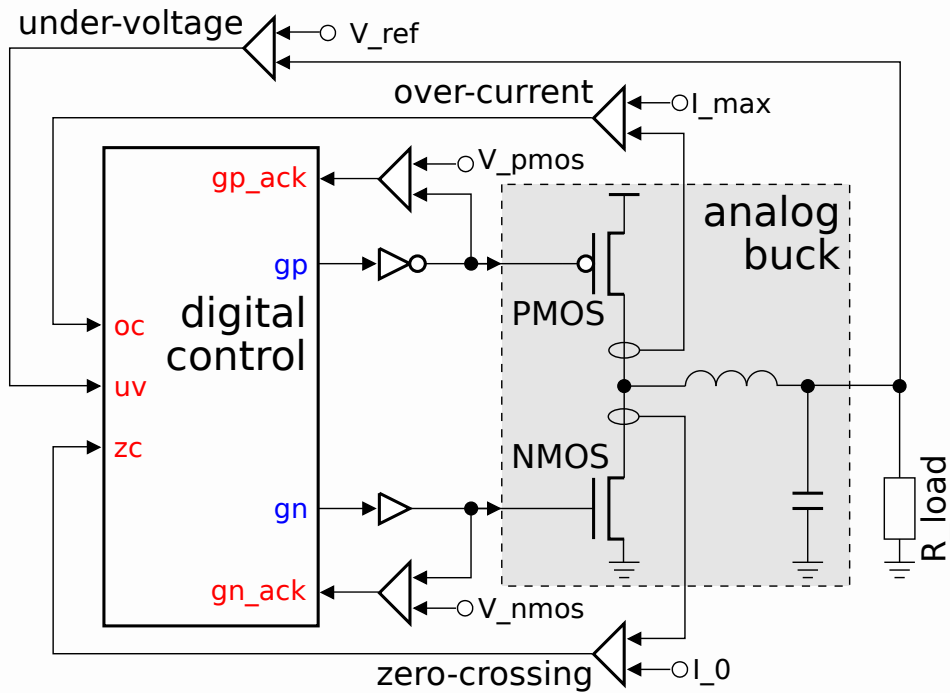 under-voltage
V_ref
over-current
I_max
gp_ack
V_pmos
analog
buck
gp
PMOS
digital
control
oc
uv
zc
NMOS
gn
R_load
gn_ack
V_nmos
zero-crossing
I_0